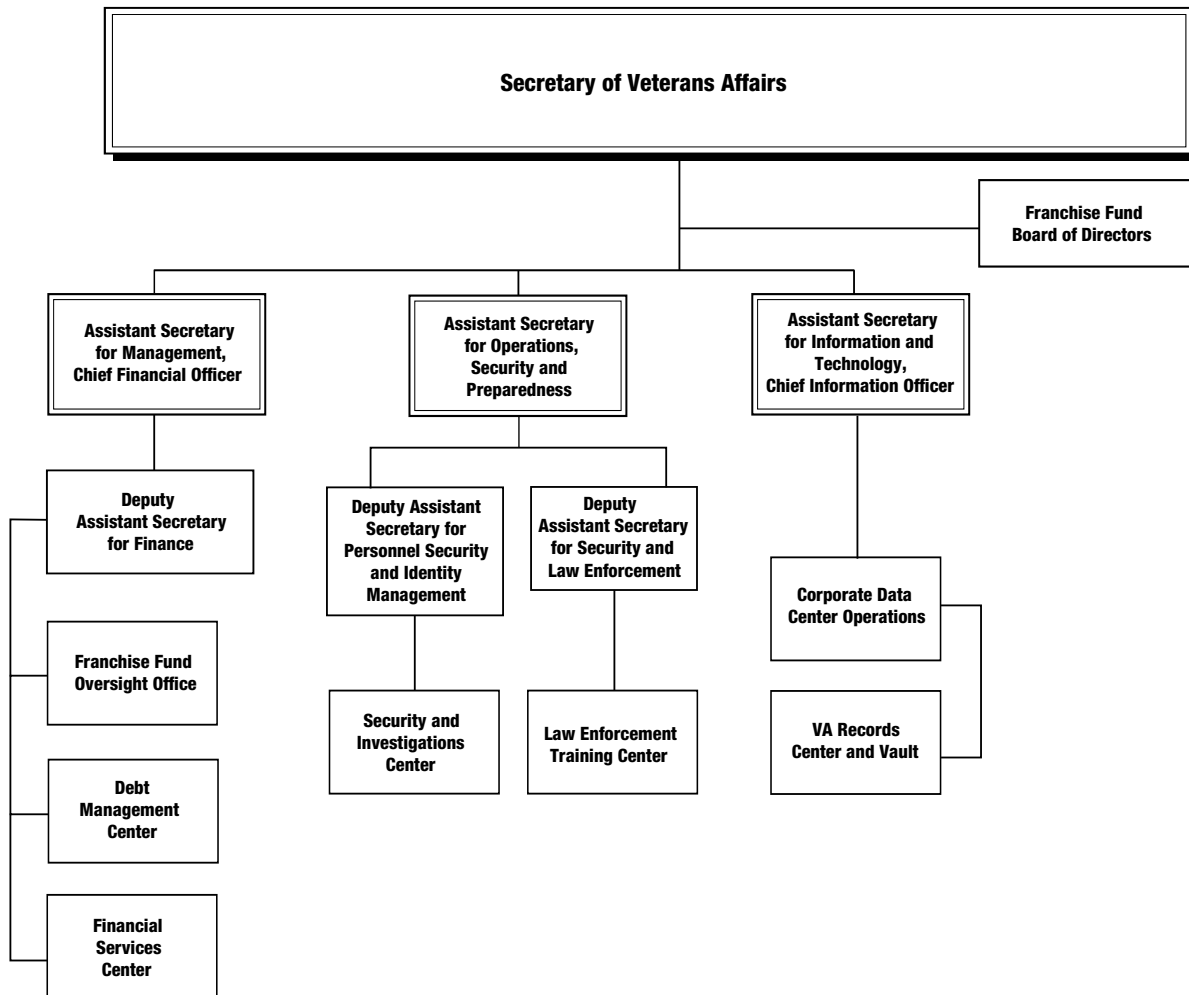 Secretary of Veterans Affairs
Franchise Fund
Board of Directors
Assistant Secretary
for Management,
Chief Financial Officer
Assistant Secretary
for Operations,
Security and
Preparedness
Assistant Secretary
for Information and
Technology,
Chief Information Officer
Deputy
Assistant Secretary
for Finance
Deputy Assistant
Secretary for
Personnel Security
and Identity
Management
Deputy
Assistant Secretary
for Security and
Law Enforcement
Corporate Data
Center Operations
Franchise Fund
Oversight Office
Security and
Investigations
Center
Law Enforcement
Training Center
VA Records
Center and Vault
Debt
Management
Center
Financial
Services
Center